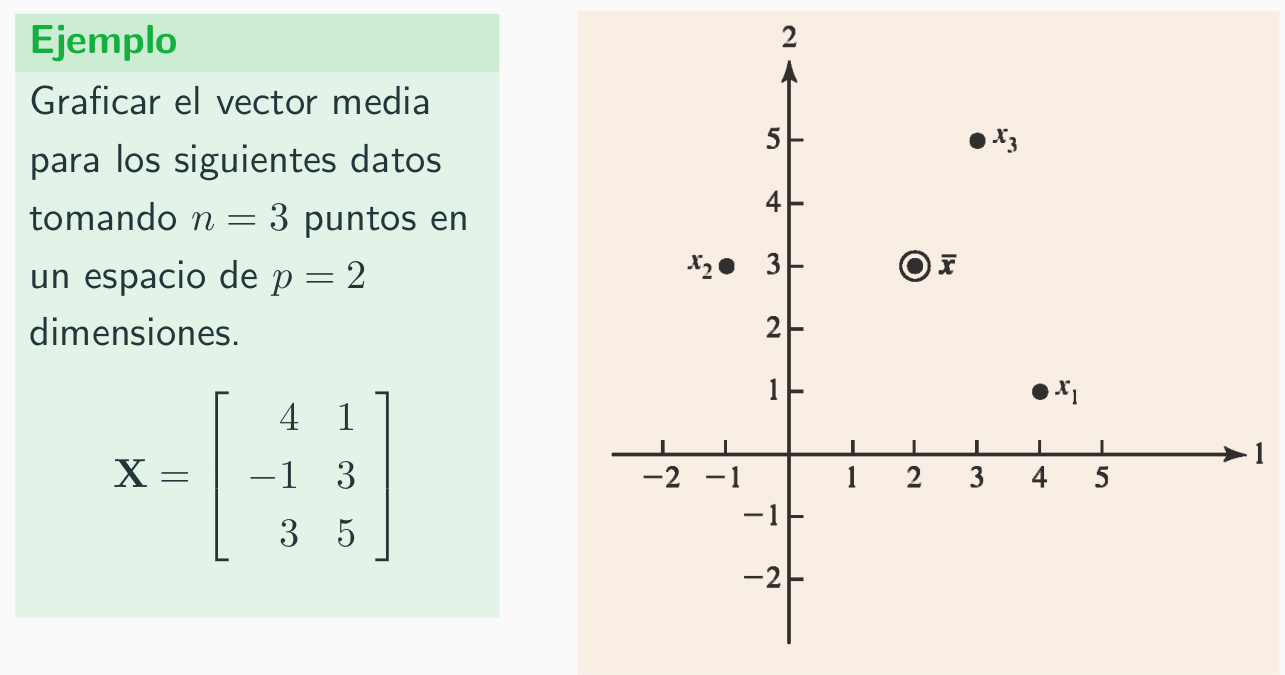 Ejemplo
Graficar el vector media
para los siguientes datos
tomando n = 3 puntos en
un espacio de p = 2
dimensiones.
X = [ 4 1
−1 3
3 5 ]
2
5 x₃
4
x₂ 3 x̄
2
1 x₁
1
−2 −1 1 2 3 4 5
−1
−2